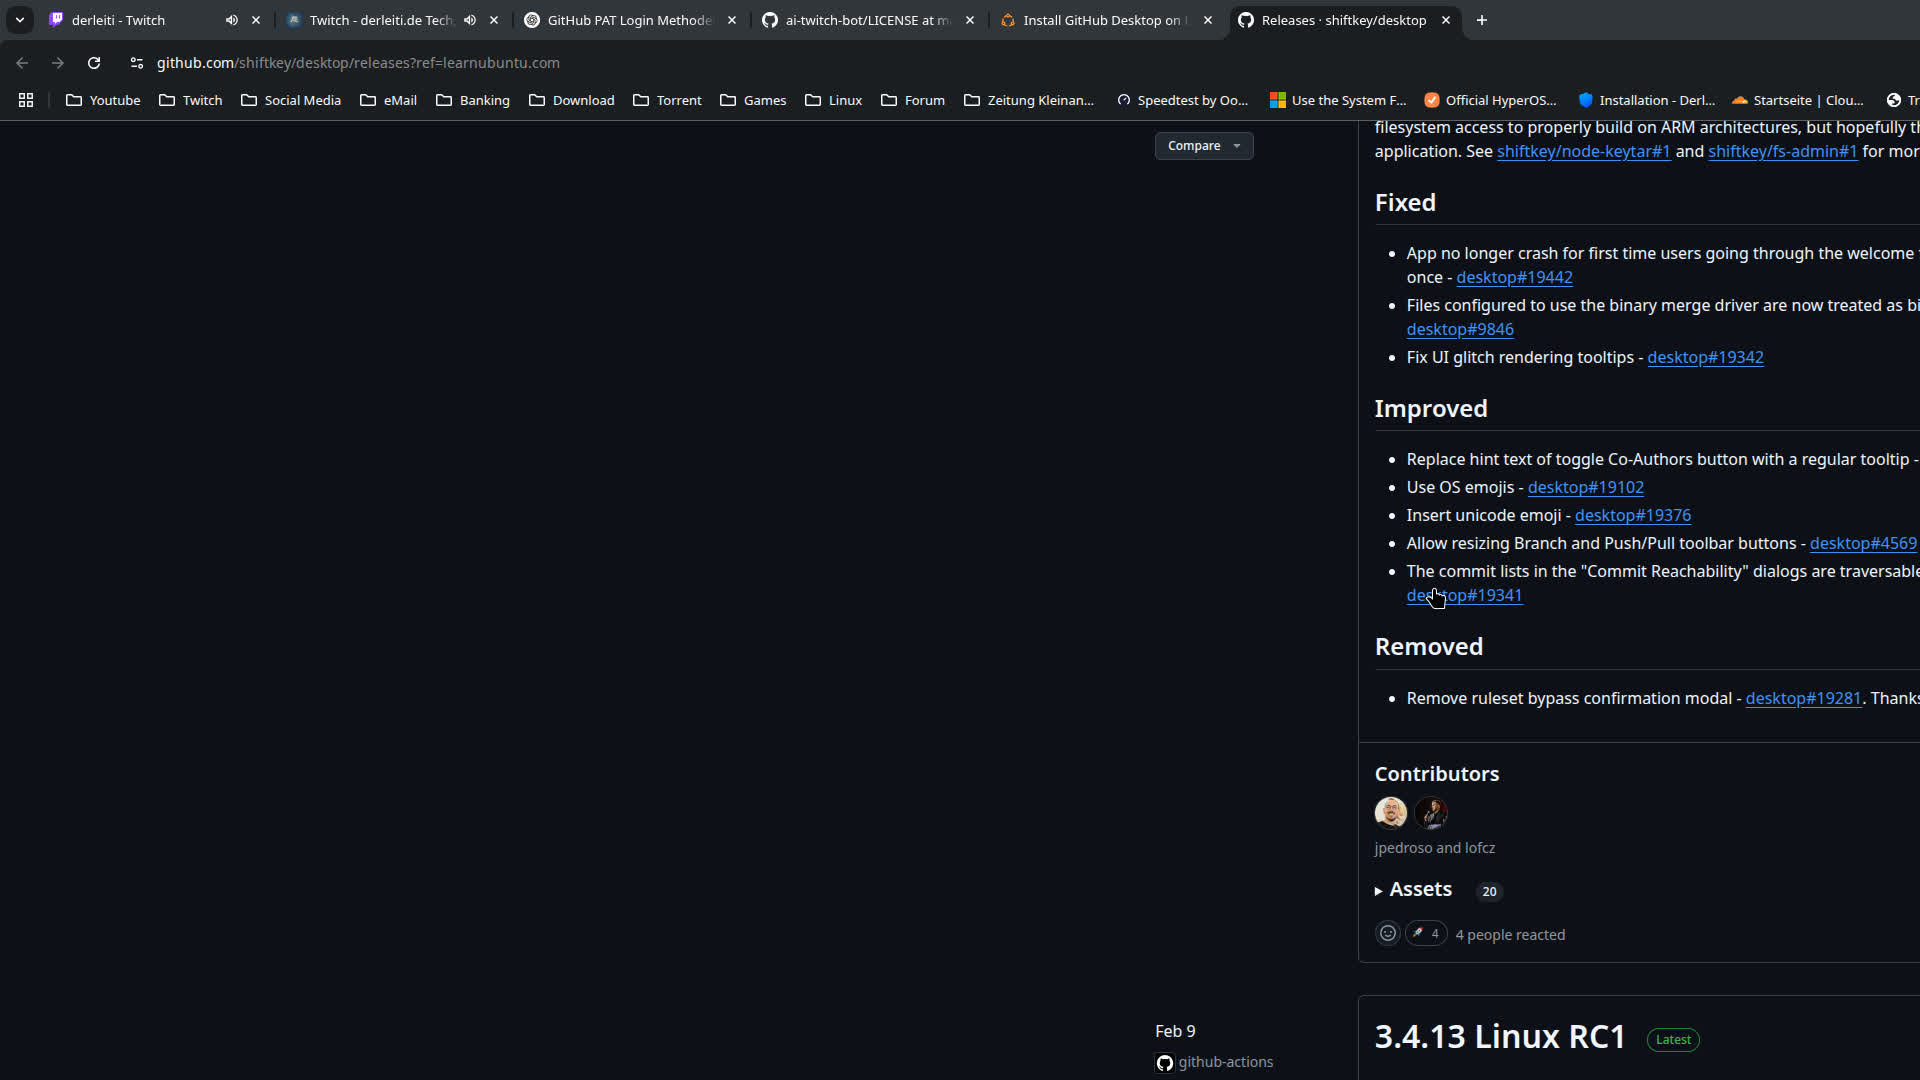 derleiti - Twitch
Twitch - derleiti.de Tech
GitHub PAT Login Methode
ai-twitch-bot/LICENSE at m
Install GitHub Desktop on
Releases · shiftkey/desktop
github.com/shiftkey/desktop/releases?ref=learnubuntu.com
Youtube
Twitch
Social Media
eMail
Banking
Download
Torrent
Games
Linux
Forum
Zeitung Kleinan...
Speedtest by Oo...
Use the System F...
Official HyperOS...
Installation - Derl...
Startseite | Clou...
Tr
Compare
filesystem access to properly build on ARM architectures, but hopefully th
application. See shiftkey/node-keytar#1 and shiftkey/fs-admin#1 for mor
Fixed
App no longer crash for first time users going through the welcome
once - desktop#19442
Files configured to use the binary merge driver are now treated as bi
desktop#9846
Fix UI glitch rendering tooltips - desktop#19342
Improved
Replace hint text of toggle Co-Authors button with a regular tooltip -
Use OS emojis - desktop#19102
Insert unicode emoji - desktop#19376
Allow resizing Branch and Push/Pull toolbar buttons - desktop#4569
The commit lists in the "Commit Reachability" dialogs are traversable
desktop#19341
Removed
Remove ruleset bypass confirmation modal - desktop#19281. Thanks
Contributors
jpedroso and lofcz
Assets 20
4 4 people reacted
Feb 9
github-actions
3.4.13 Linux RC1 Latest